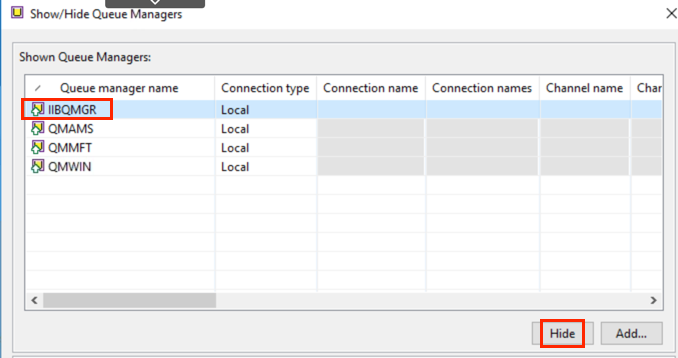 Show/Hide Queue Managers
Shown Queue Managers:
Queue manager name Connection type Connection name Connection names Channel name Char
IIBQMGR Local
QMAMS Local
QMMFT Local
QMWIN Local
Hide Add...